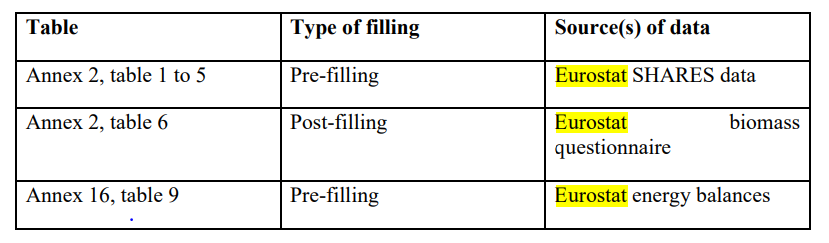 Table Type of filling Source(s) of data
Annex 2, table 1 to 5 Pre-filling Eurostat SHARES data
Annex 2, table 6 Post-filling Eurostat biomass
questionnaire
Annex 16, table 9 Pre-filling Eurostat energy balances